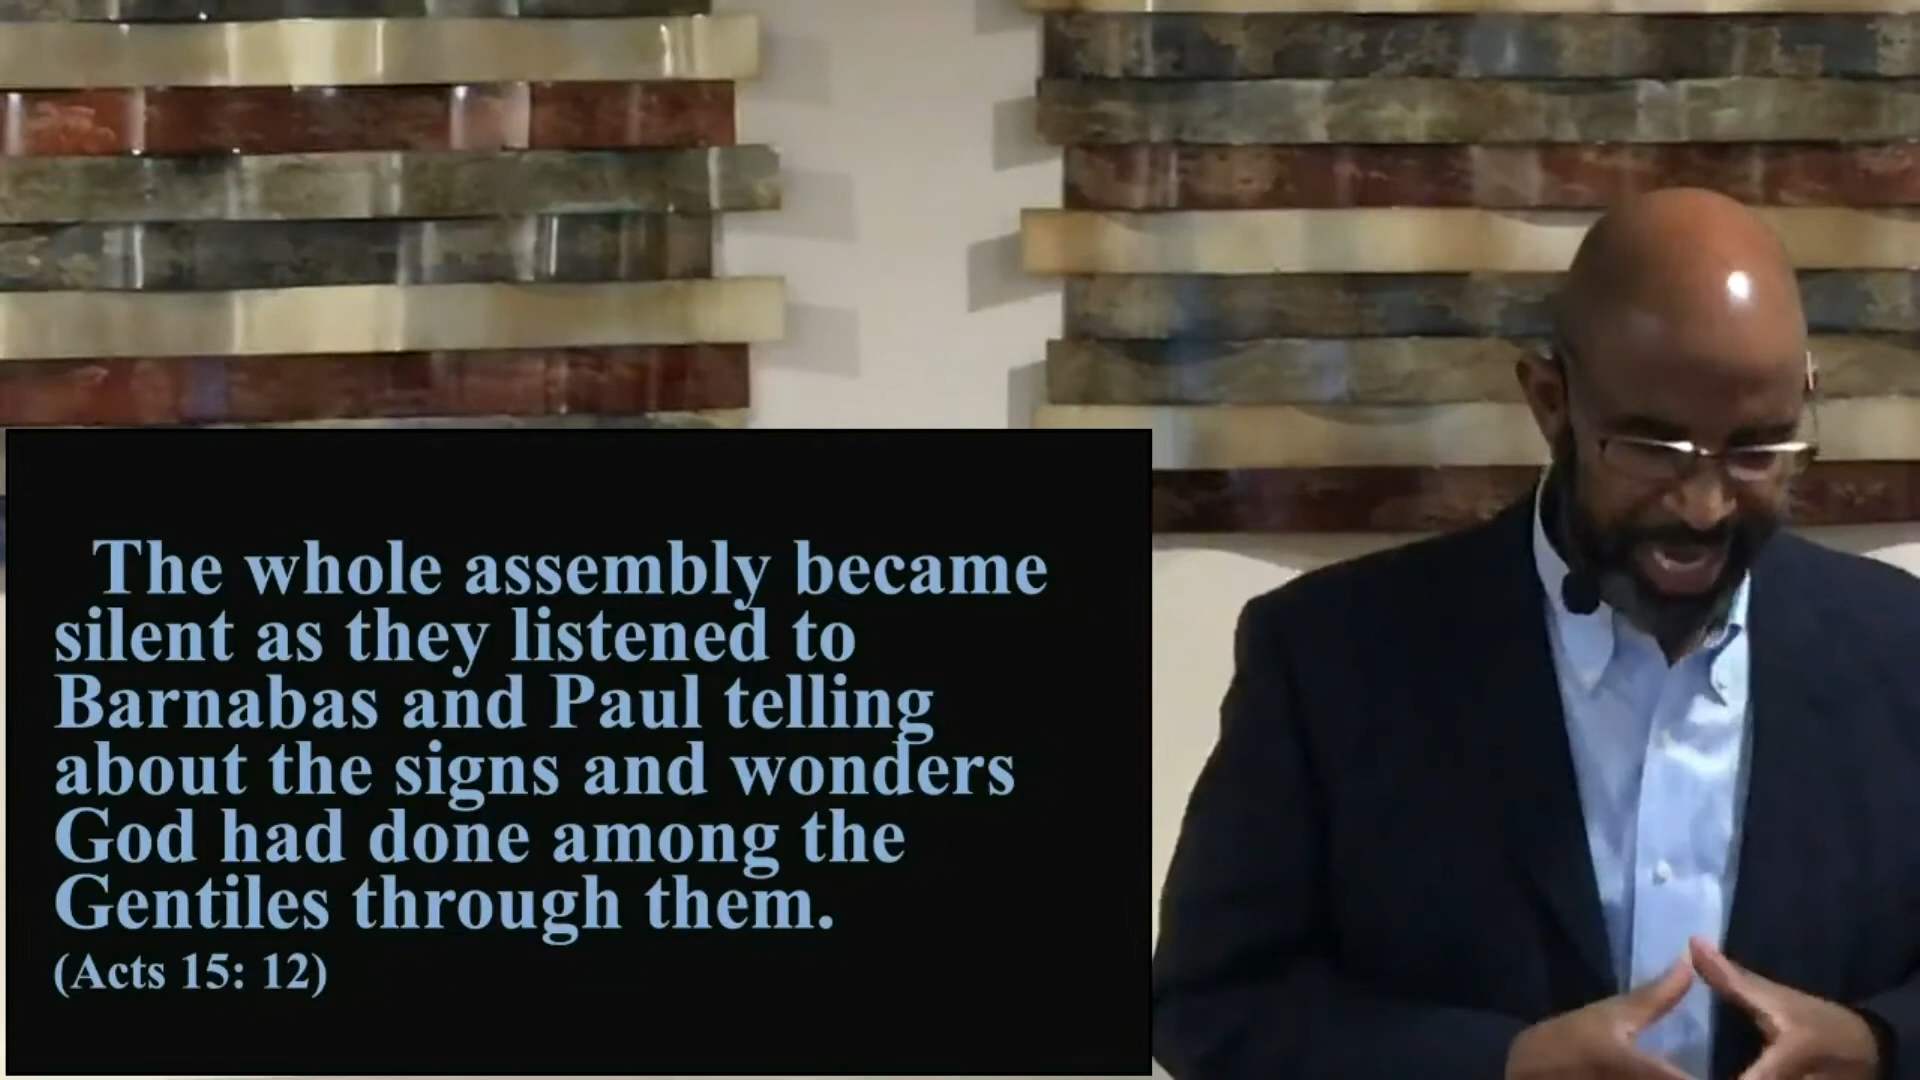 The whole assembly became
silent as they listened to
Barnabas and Paul telling
about the signs and wonders
God had done among the
Gentiles through them.
(Acts 15: 12)